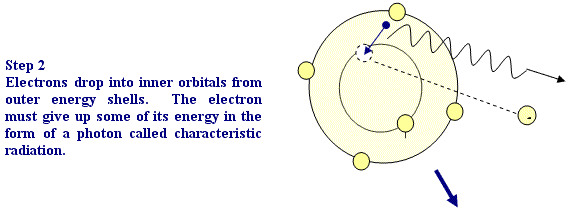 Step 2
Electrons drop into inner orbitals from
outer energy shells. The electron
must give up some of its energy in the
form of a photon called characteristic
radiation.
-